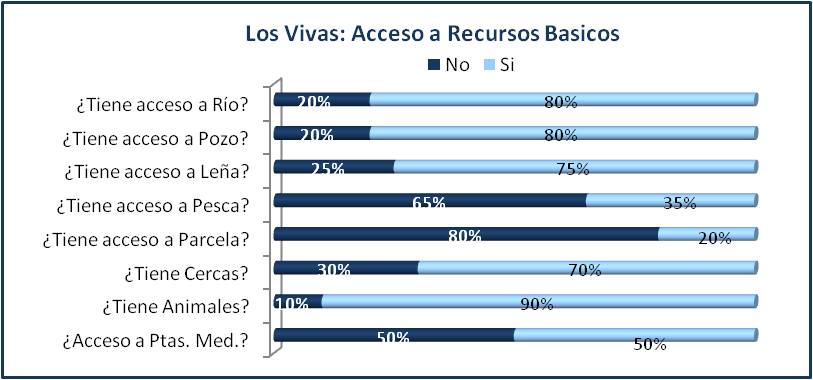 Los Vivas: Acceso a Recursos Basicos
No Si
¿Tiene acceso a Río? 20% 80%
¿Tiene acceso a Pozo? 20% 80%
¿Tiene acceso a Leña? 25% 75%
¿Tiene acceso a Pesca? 65% 35%
¿Tiene acceso a Parcela? 80% 20%
¿Tiene Cercas? 30% 70%
¿Tiene Animales? 10% 90%
¿Acceso a Ptas. Med.? 50% 50%